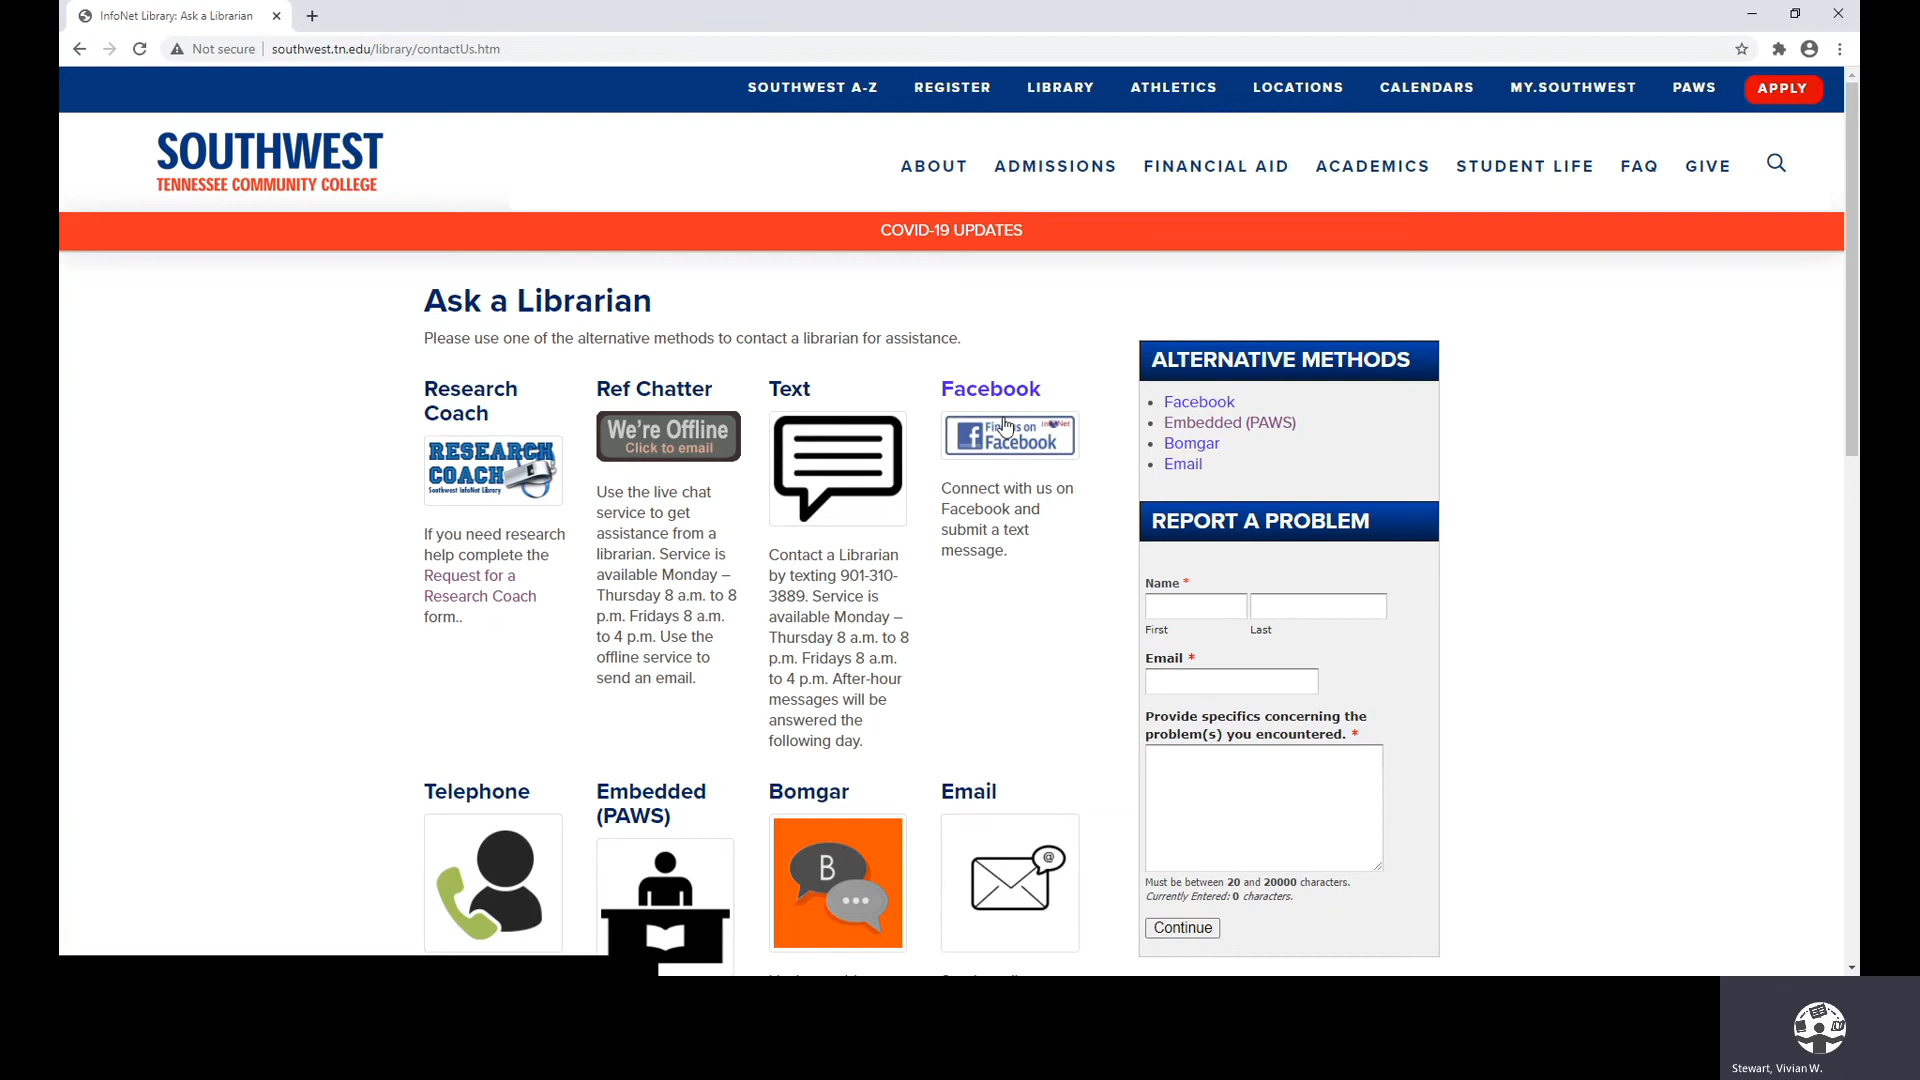 InfoNet Library: Ask a Librarian
Not secure southwest.tn.edu/library/contactUs.htm
SOUTHWEST A-Z REGISTER LIBRARY ATHLETICS LOCATIONS CALENDARS MY.SOUTHWEST PAWS APPLY
SOUTHWEST
TENNESSEE COMMUNITY COLLEGE
ABOUT ADMISSIONS FINANCIAL AID ACADEMICS STUDENT LIFE FAQ GIVE
COVID-19 UPDATES
Ask a Librarian
Please use one of the alternative methods to contact a librarian for assistance.
Research
Coach
RESEARCH
COACH
Southwest InfoNet Library
If you need research
help complete the
Request for a
Research Coach
form..
Ref Chatter
We're Offline
Click to email
Use the live chat
service to get
assistance from a
librarian. Service is
available Monday –
Thursday 8 a.m. to 8
p.m. Fridays 8 a.m.
to 4 p.m. Use the
offline service to
send an email.
Text
Contact a Librarian
by texting 901-310-
3889. Service is
available Monday –
Thursday 8 a.m. to 8
p.m. Fridays 8 a.m.
to 4 p.m. After-hour
messages will be
answered the
following day.
Facebook
on
Facebook
Connect with us on
Facebook and
submit a text
message.
Telephone
Embedded
(PAWS)
Bomgar
B
Email
@
ALTERNATIVE METHODS
Facebook
Embedded (PAWS)
Bomgar
Email
REPORT A PROBLEM
Name *
First Last
Email *
Provide specifics concerning the
problem(s) you encountered. *
Must be between 20 and 20000 characters.
Currently Entered: 0 characters.
Continue
Stewart, Vivian W.